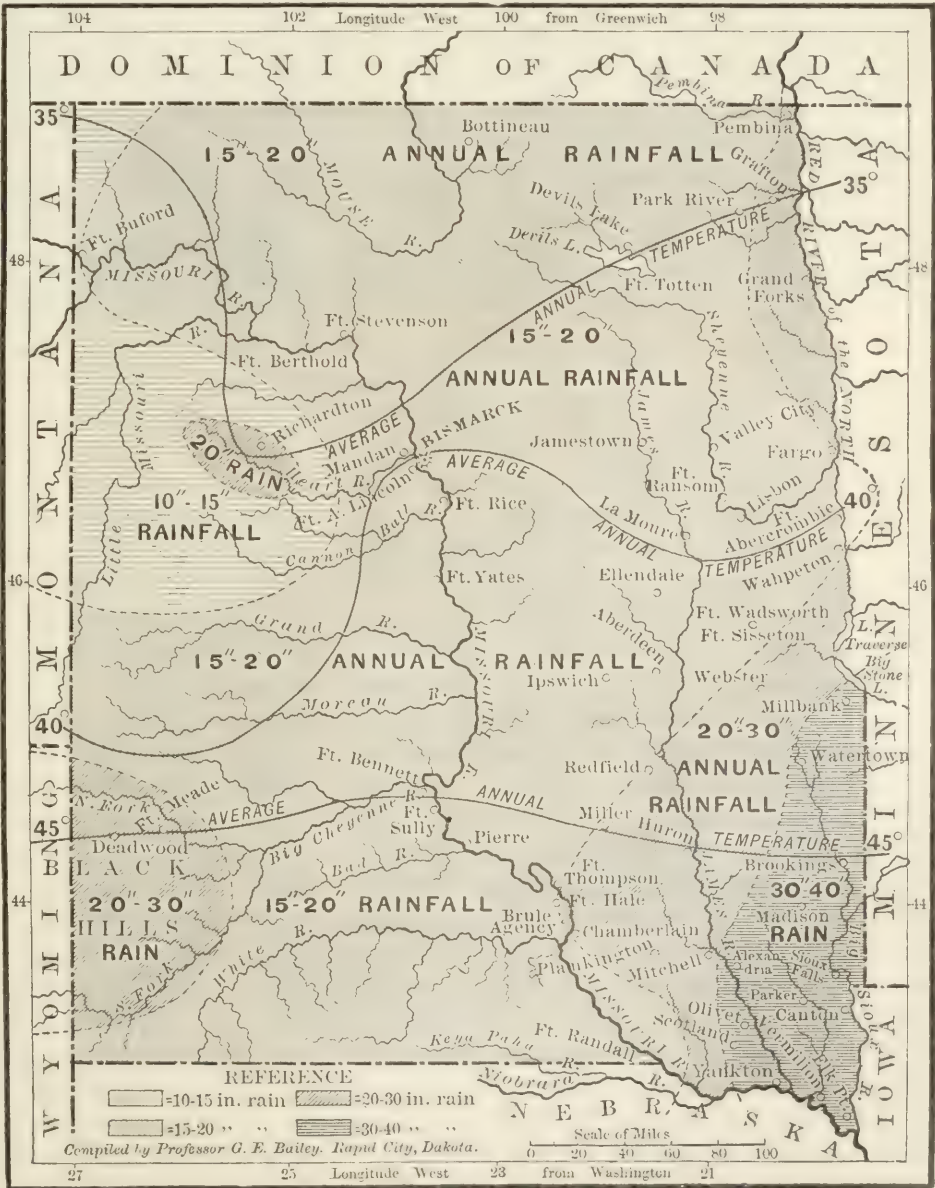 104 102 Longitude West 100 from Greenwich 98
DOMINION OF CANADA
Pembina R.
35°
Bottineau
Pembina
15"-20" ANNUAL RAINFALL
Grafton
RED RIVER of the NORTH
35°
MOUSE R.
Devils Lake
Park River
Devils L.
TEMPERATURE
Ft. Buford
48
48
MISSOURI R.
Ft. Totten
Grand Forks
ANNUAL
Ft. Stevenson
15"-20"
Sheyenne R.
Ft. Berthold
ANNUAL RAINFALL
MONTANA
MINNESOTA
Little Missouri R.
Richardton
AVERAGE
BISMARCK
Mandan
Jamestown
James R.
Valley City
Fargo
20" RAIN
Heart R.
AVERAGE
Ft. A. Lincoln
Ft. Ransom
10"-15"
RAINFALL
Ft. Rice
Lisbon
40°
Cannon Ball R.
La Moure
Ft. Abercrombie
ANNUAL
TEMPERATURE
Wahpeton
46
46
Ft. Yates
Ellendale
Ft. Wadsworth
Ft. Sisseton
Grand R.
Aberdeen
L. Traverse
Big Stone L.
15"-20" ANNUAL RAINFALL
MISSOURI
Ipswich
Webster
Moreau R.
Millbank
40°
20"-30"
ANNUAL
RAINFALL
Watertown
Ft. Bennett
Redfield
N. Fork
Ft. Meade
AVERAGE
ANNUAL
Big Cheyenne R.
Ft. Sully
Miller
Huron
TEMPERATURE
45°
45°
Deadwood
Pierre
BLACK
HILLS
Bad R.
Brookings
Ft. Thompson
30"40
RAIN
20"-30"
RAIN
15"-20" RAINFALL
Ft. Hale
JAMES R.
Madison
44
44
Brule Agency
Chamberlain
Big Sioux R.
White R.
Plankington
Mitchell
Alexandria
Sioux Falls
S. Fork
MISSOURI R.
Parker
Canton
Olivet
Scotland
WYOMING
Keya Paha R.
Ft. Randall
Vermillion
Elk Pt.
Yankton
IOWA
Niobrara R.
NEBRASKA
REFERENCE
=10-15 in. rain =20-30 in. rain
=15-20 " " =30-40 " "
Compiled by Professor G. E. Bailey. Rapid City, Dakota.
Scale of Miles
0 20 40 60 80 100
27 25 Longitude West 23 from Washington 21